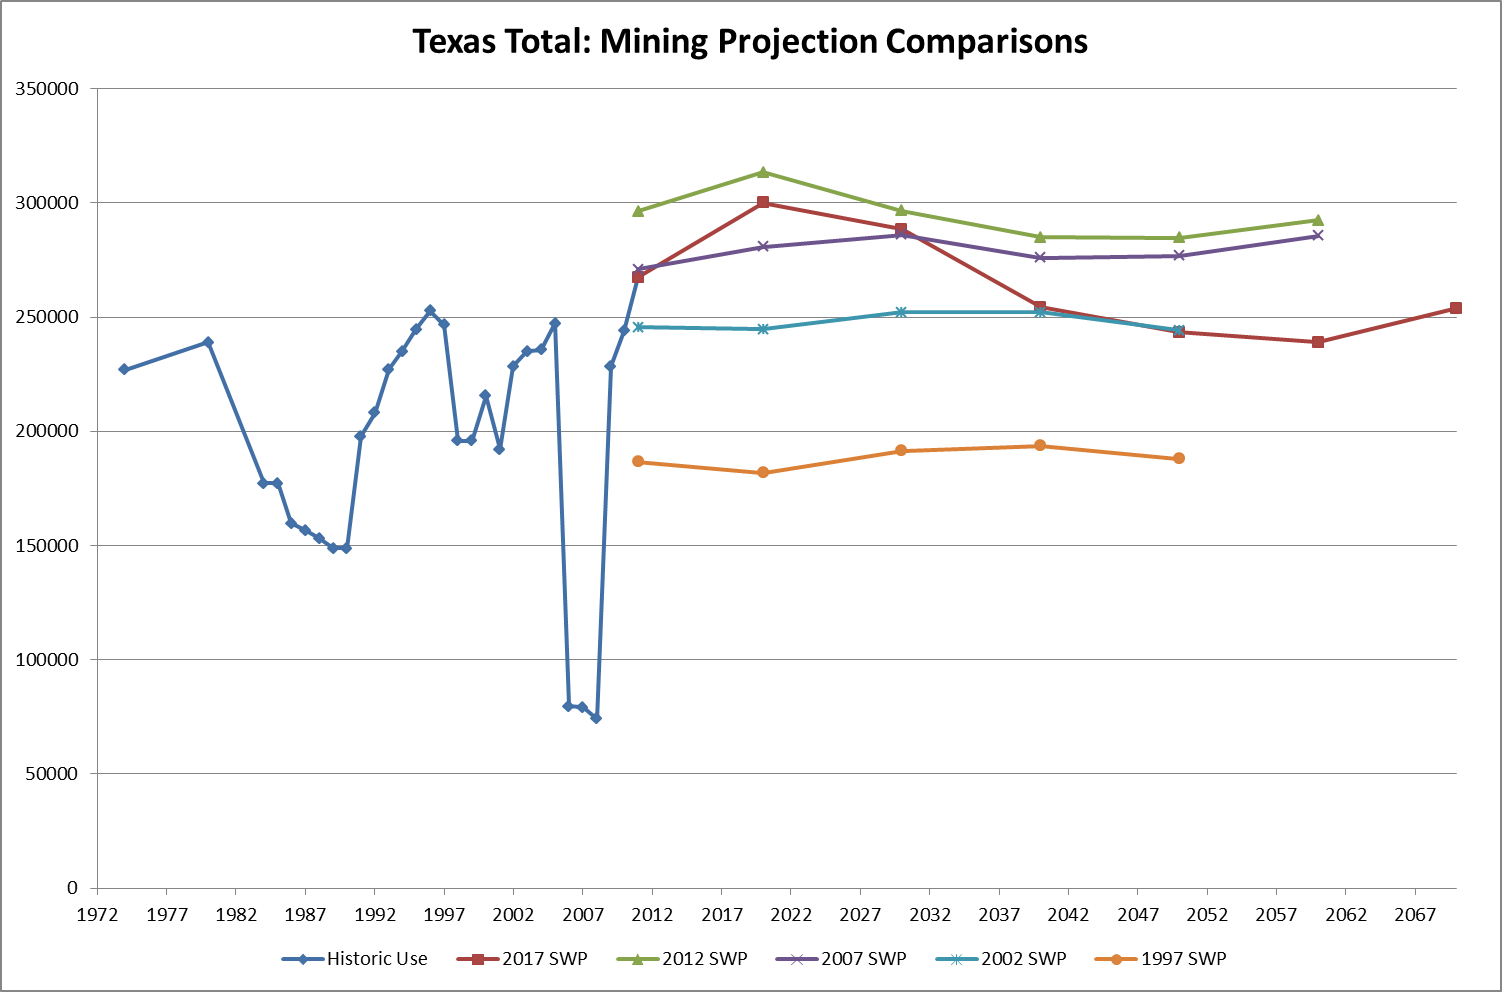 Texas Total: Mining Projection Comparisons
350000
300000
250000
200000
150000
100000
50000
0
1972 1977 1982 1987 1992 1997 2002 2007 2012 2017 2022 2027 2032 2037 2042 2047 2052 2057 2062 2067
Historic Use 2017 SWP 2012 SWP 2007 SWP 2002 SWP 1997 SWP